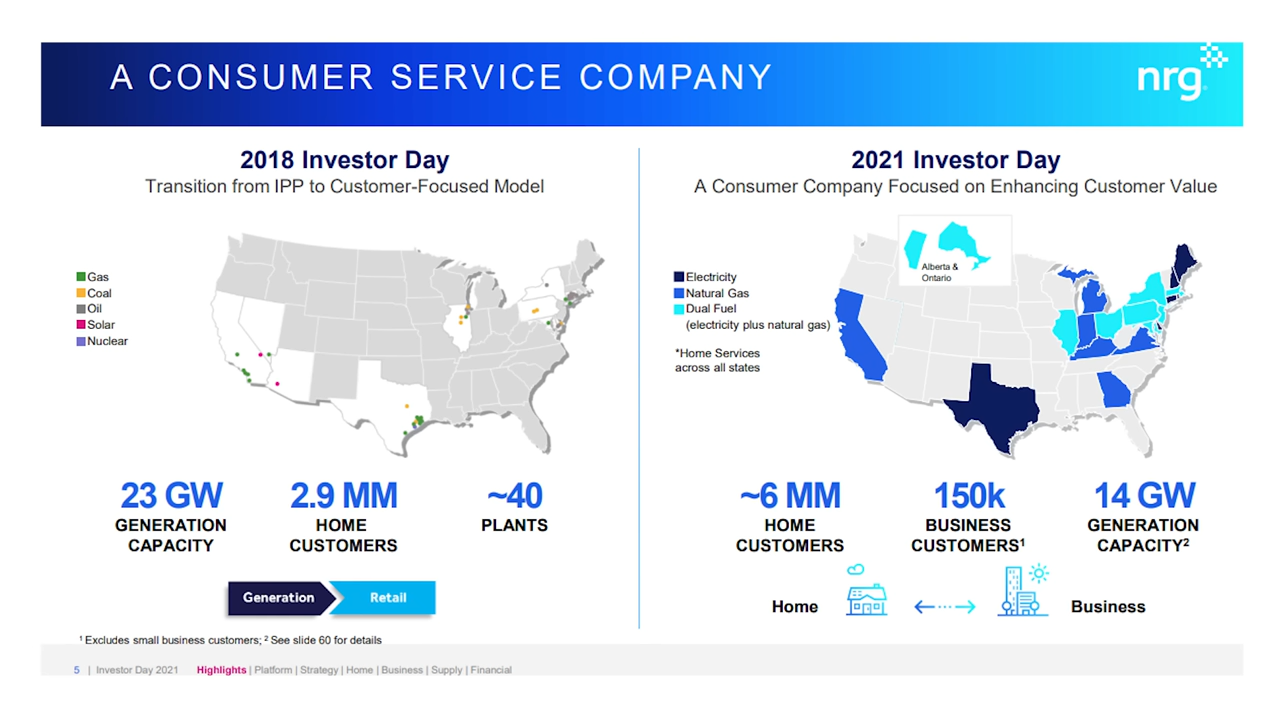 A CONSUMER SERVICE COMPANY
nrg
2018 Investor Day
Transition from IPP to Customer-Focused Model
Gas
Coal
Oil
Solar
Nuclear
23 GW
GENERATION
CAPACITY
2.9 MM
HOME
CUSTOMERS
~40
PLANTS
Generation
Retail
2021 Investor Day
A Consumer Company Focused on Enhancing Customer Value
Alberta &
Ontario
Electricity
Natural Gas
Dual Fuel
(electricity plus natural gas)
*Home Services
across all states
~6 MM
HOME
CUSTOMERS
150k
BUSINESS
CUSTOMERS1
14 GW
GENERATION
CAPACITY2
Home
Business
1 Excludes small business customers; 2 See slide 60 for details
5 | Investor Day 2021 Highlights | Platform | Strategy | Home | Business | Supply | Financial